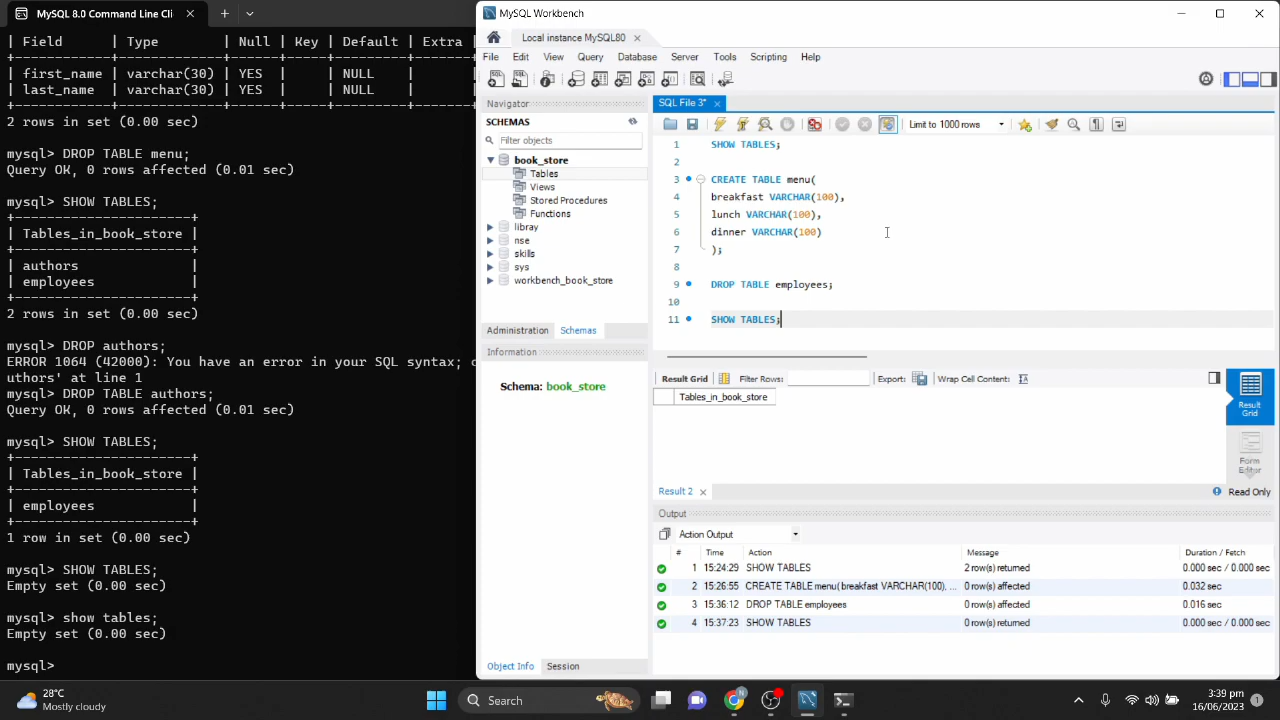 MySQL 8.0 Command Line Cli
| Field | Type | Null | Key | Default | Extra |
| first_name | varchar(30) | YES | | NULL | |
| last_name | varchar(30) | YES | | NULL | |
2 rows in set (0.00 sec)
mysql> DROP TABLE menu;
Query OK, 0 rows affected (0.01 sec)
mysql> SHOW TABLES;
+----------------------+
| Tables_in_book_store |
+----------------------+
| authors |
| employees |
+----------------------+
2 rows in set (0.00 sec)
mysql> DROP authors;
ERROR 1064 (42000): You have an error in your SQL syntax; c
uthors' at line 1
mysql> DROP TABLE authors;
Query OK, 0 rows affected (0.01 sec)
mysql> SHOW TABLES;
+----------------------+
| Tables_in_book_store |
+----------------------+
| employees |
+----------------------+
1 row in set (0.00 sec)
mysql> SHOW TABLES;
Empty set (0.00 sec)
mysql> show tables;
Empty set (0.00 sec)
mysql>
MySQL Workbench
Local instance MySQL80
File Edit View Query Database Server Tools Scripting Help
Navigator
SCHEMAS
Filter objects
book_store
Tables
Views
Stored Procedures
Functions
libray
nse
skills
sys
workbench_book_store
Administration Schemas
Information
Schema: book_store
Object Info Session
SQL File 3*
Limit to 1000 rows
1 SHOW TABLES;
2
3 CREATE TABLE menu(
4 breakfast VARCHAR(100),
5 lunch VARCHAR(100),
6 dinner VARCHAR(100)
7 );
8
9 DROP TABLE employees;
10
11 SHOW TABLES;
Result Grid Filter Rows: Export: Wrap Cell Content:
Tables_in_book_store
Result Grid
Form Editor
Result 2
Read Only
Output
Action Output
# Time Action Message Duration / Fetch
1 15:24:29 SHOW TABLES 2 row(s) returned 0.000 sec / 0.000 sec
2 15:26:55 CREATE TABLE menu( breakfast VARCHAR(100), ... 0 row(s) affected 0.032 sec
3 15:36:12 DROP TABLE employees 0 row(s) affected 0.016 sec
4 15:37:23 SHOW TABLES 0 row(s) returned 0.000 sec / 0.000 sec
28°C
Mostly cloudy
Search
3:39 pm
16/06/2023